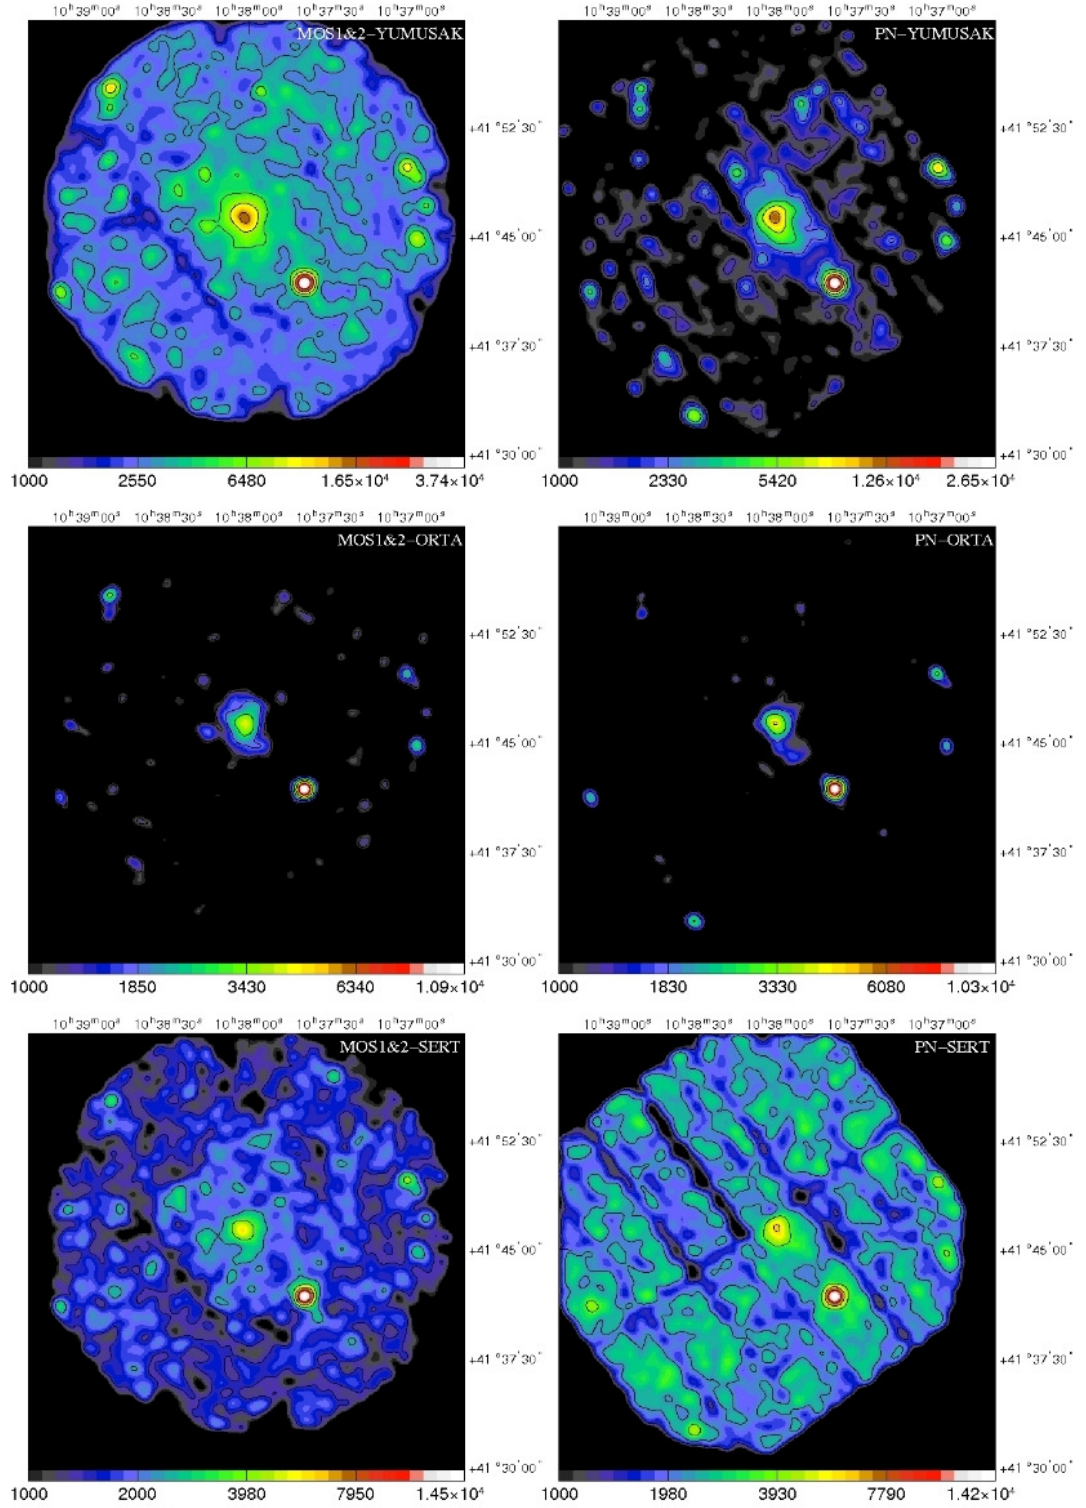 10ʰ39ᵐ00ˢ 10ʰ38ᵐ30ˢ 10ʰ38ᵐ00ˢ 10ʰ37ᵐ30ˢ 10ʰ37ᵐ00ˢ
MOS1&2-YUMUSAK
+41°52'30"
+41°45'00"
+41°37'30"
+41°30'00"
1000 2550 6480 1.65×10⁴ 3.74×10⁴
10ʰ39ᵐ00ˢ 10ʰ38ᵐ30ˢ 10ʰ38ᵐ00ˢ 10ʰ37ᵐ30ˢ 10ʰ37ᵐ00ˢ
PN-YUMUSAK
+41°52'30"
+41°45'00"
+41°37'30"
+41°30'00"
1000 2330 5420 1.26×10⁴ 2.65×10⁴
10ʰ39ᵐ00ˢ 10ʰ38ᵐ30ˢ 10ʰ38ᵐ00ˢ 10ʰ37ᵐ30ˢ 10ʰ37ᵐ00ˢ
MOS1&2-ORTA
+41°52'30"
+41°45'00"
+41°37'30"
+41°30'00"
1000 1850 3430 6340 1.09×10⁴
10ʰ39ᵐ00ˢ 10ʰ38ᵐ30ˢ 10ʰ38ᵐ00ˢ 10ʰ37ᵐ30ˢ 10ʰ37ᵐ00ˢ
PN-ORTA
+41°52'30"
+41°45'00"
+41°37'30"
+41°30'00"
1000 1830 3330 6080 1.03×10⁴
10ʰ39ᵐ00ˢ 10ʰ38ᵐ30ˢ 10ʰ38ᵐ00ˢ 10ʰ37ᵐ30ˢ 10ʰ37ᵐ00ˢ
MOS1&2-SERT
+41°52'30"
+41°45'00"
+41°37'30"
+41°30'00"
1000 2000 3980 7950 1.45×10⁴
10ʰ39ᵐ00ˢ 10ʰ38ᵐ30ˢ 10ʰ38ᵐ00ˢ 10ʰ37ᵐ30ˢ 10ʰ37ᵐ00ˢ
PN-SERT
+41°52'30"
+41°45'00"
+41°37'30"
+41°30'00"
1000 1980 3930 7790 1.42×10⁴